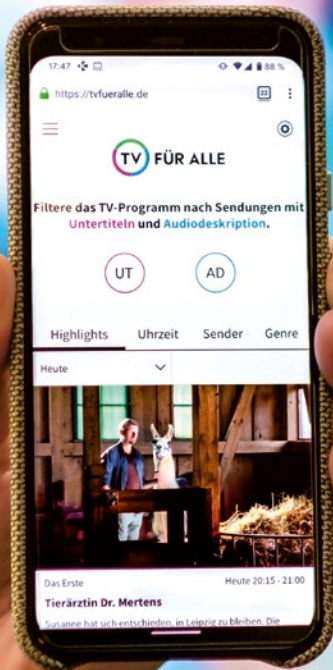 17:47
88 %
https://tvfueralle.de
22
TV FÜR ALLE
Filtere das TV-Programm nach Sendungen mit
Untertiteln und Audiodeskription.
UT AD
Highlights Uhrzeit Sender Genre
Heute
Das Erste Heute 20:15 - 21:00
Tierärztin Dr. Mertens
Susanne hat sich entschieden, in Leipzig zu bleiben. Die